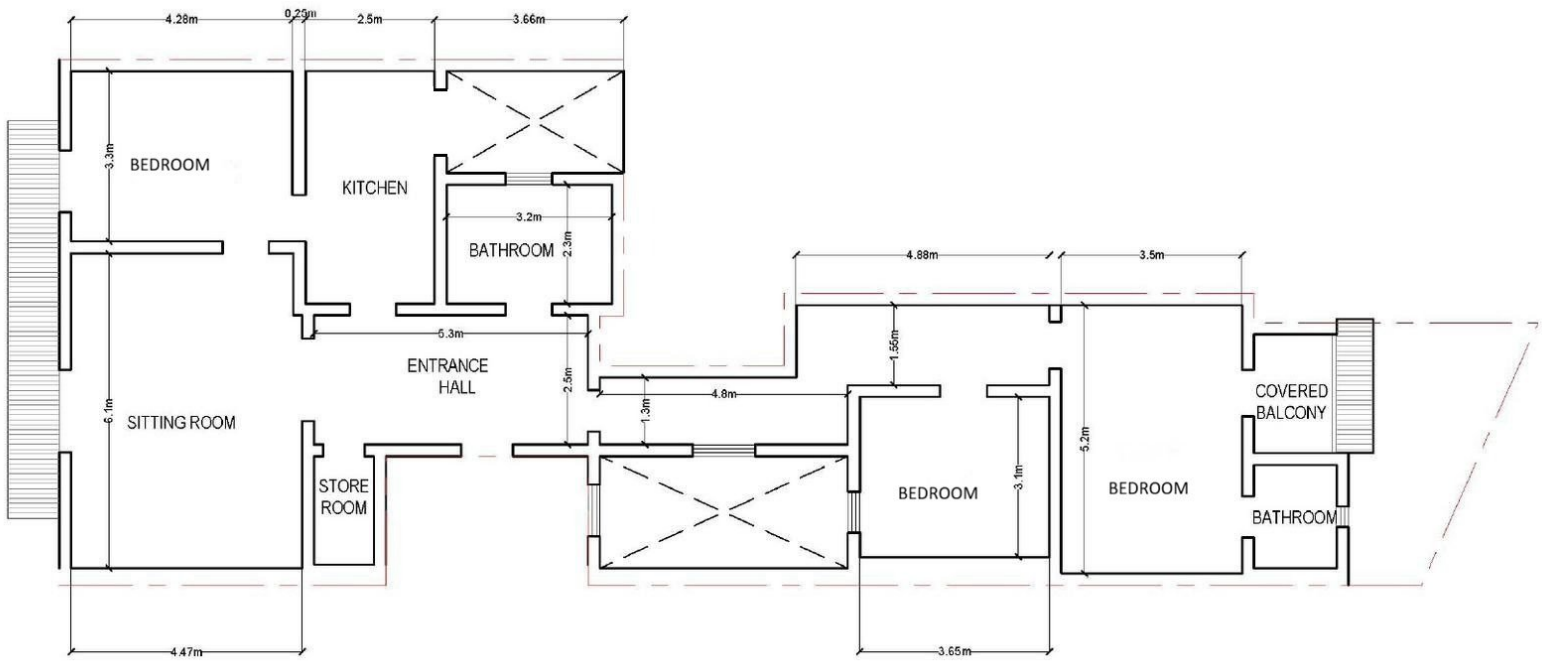 4.28m
0.25m
2.5m
3.66m
3.3m
BEDROOM
KITCHEN
3.2m
BATHROOM
2.3m
4.88m
3.5m
5.3m
ENTRANCE
HALL
2.5m
1.55m
1.3m
4.8m
COVERED
BALCONY
SITTING ROOM
6.1m
5.2m
STORE
ROOM
BEDROOM
3.1m
BEDROOM
BATHROOM
4.47m
3.65m